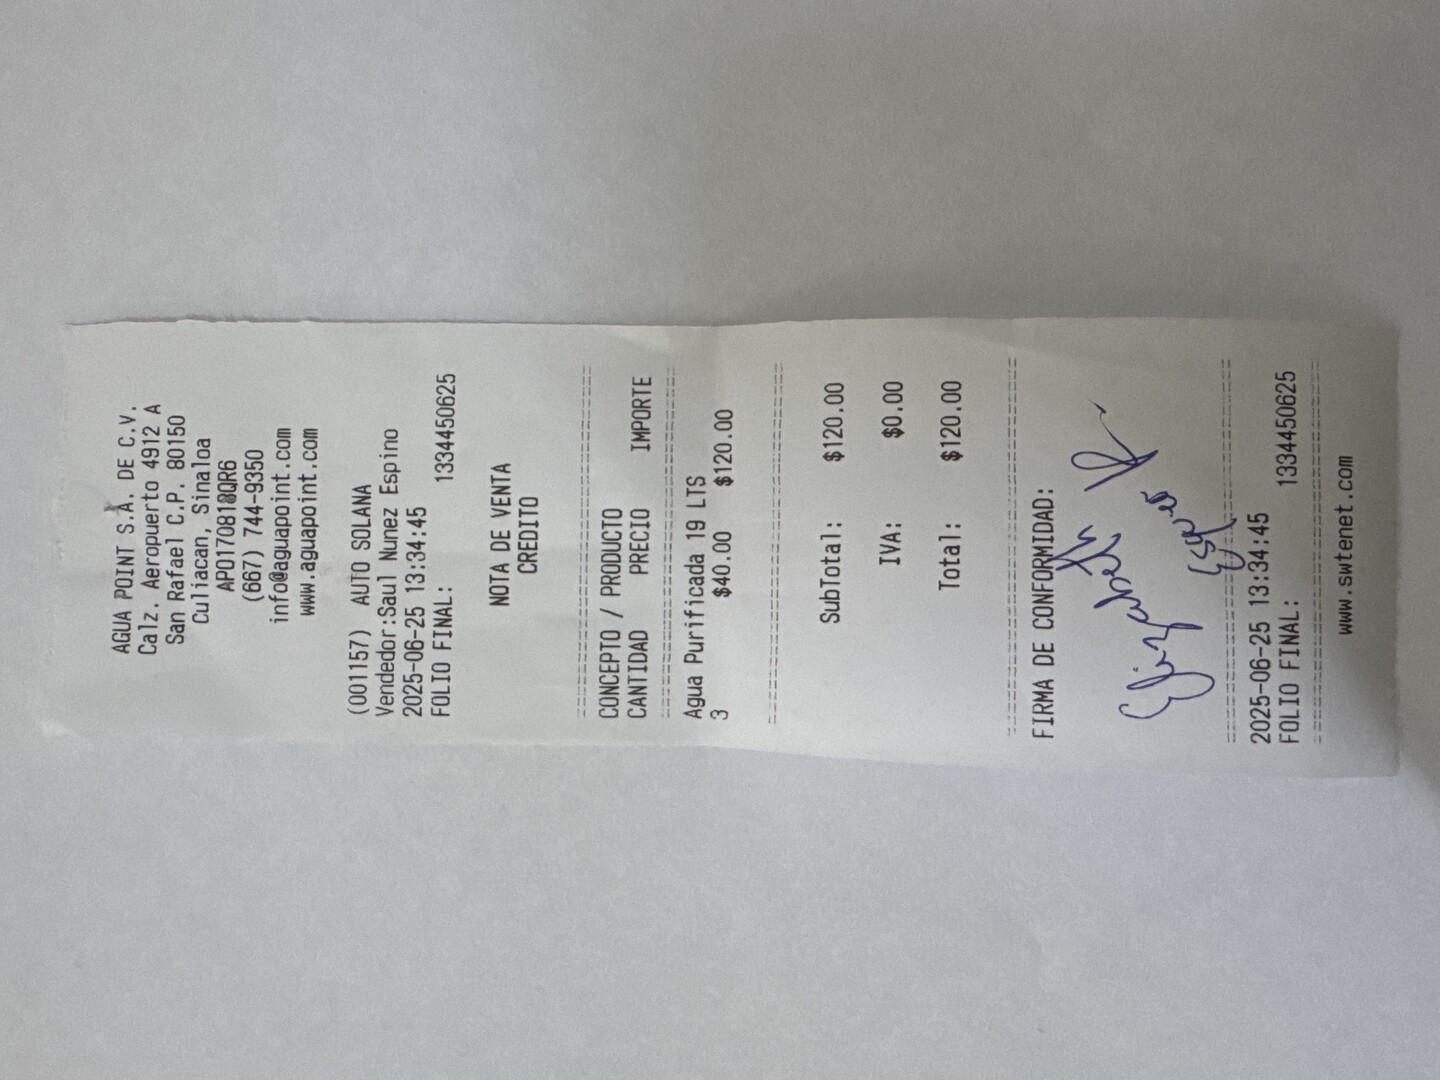 AGUA POINT S.A. DE C.V.
Calz. Aeropuerto 4912 A
San Rafael C.P. 80150
Culiacan, Sinaloa
APO170818QR6
(667) 744-9350
info@aguapoint.com
www.aguapoint.com
(001157) AUTO SOLANA
Vendedor:Saul Nunez Espino
2025-06-25 13:34:45
FOLIO FINAL: 1334450625
NOTA DE VENTA
CREDITO
CONCEPTO / PRODUCTO
CANTIDAD PRECIO IMPORTE
Agua Purificada 19 LTS
3 $40.00 $120.00
SubTotal: $120.00
IVA: $0.00
Total: $120.00
FIRMA DE CONFORMIDAD:
2025-06-25 13:34:45
FOLIO FINAL: 1334450625
www.swtenet.com